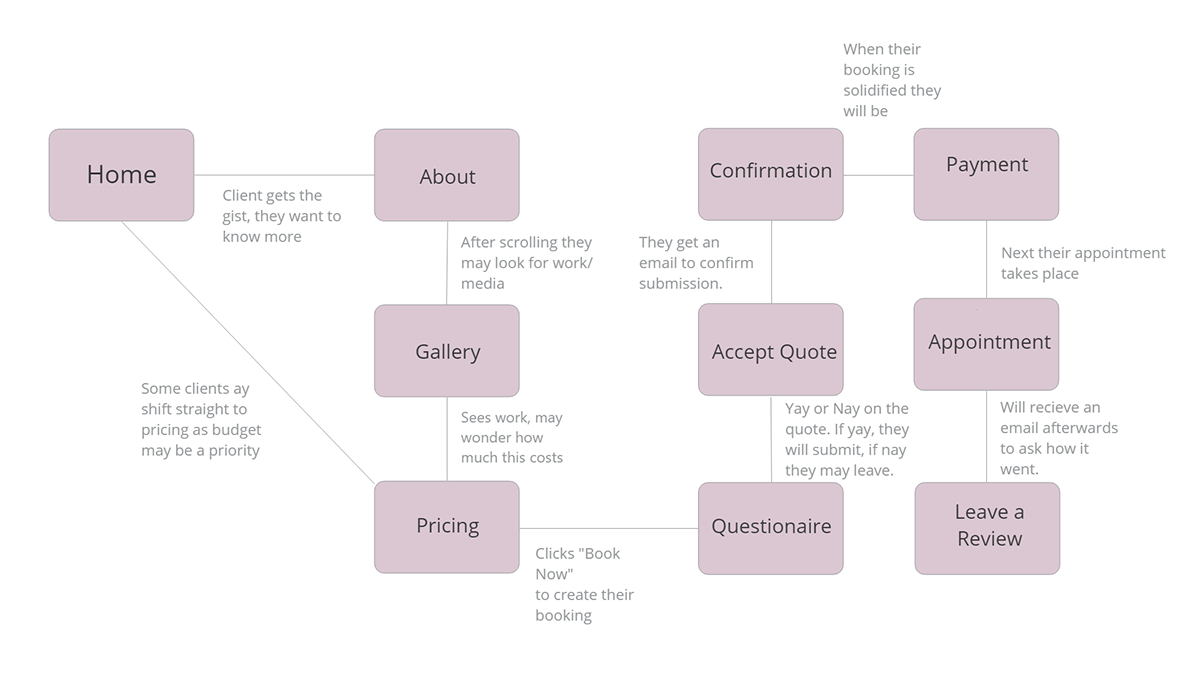 Home
Client gets the
gist, they want to
know more
About
After scrolling they
may look for work/
media
Gallery
Sees work, may
wonder how
much this costs
Some clients ay
shift straight to
pricing as budget
may be a priority
Pricing
Clicks "Book
Now"
to create their
booking
Questionaire
Yay or Nay on the
quote. If yay, they
will submit, if nay
they may leave.
Accept Quote
They get an
email to confirm
submission.
Confirmation
When their
booking is
solidified they
will be
Payment
Next their appointment
takes place
Appointment
Will recieve an
email afterwards
to ask how it
went.
Leave a
Review